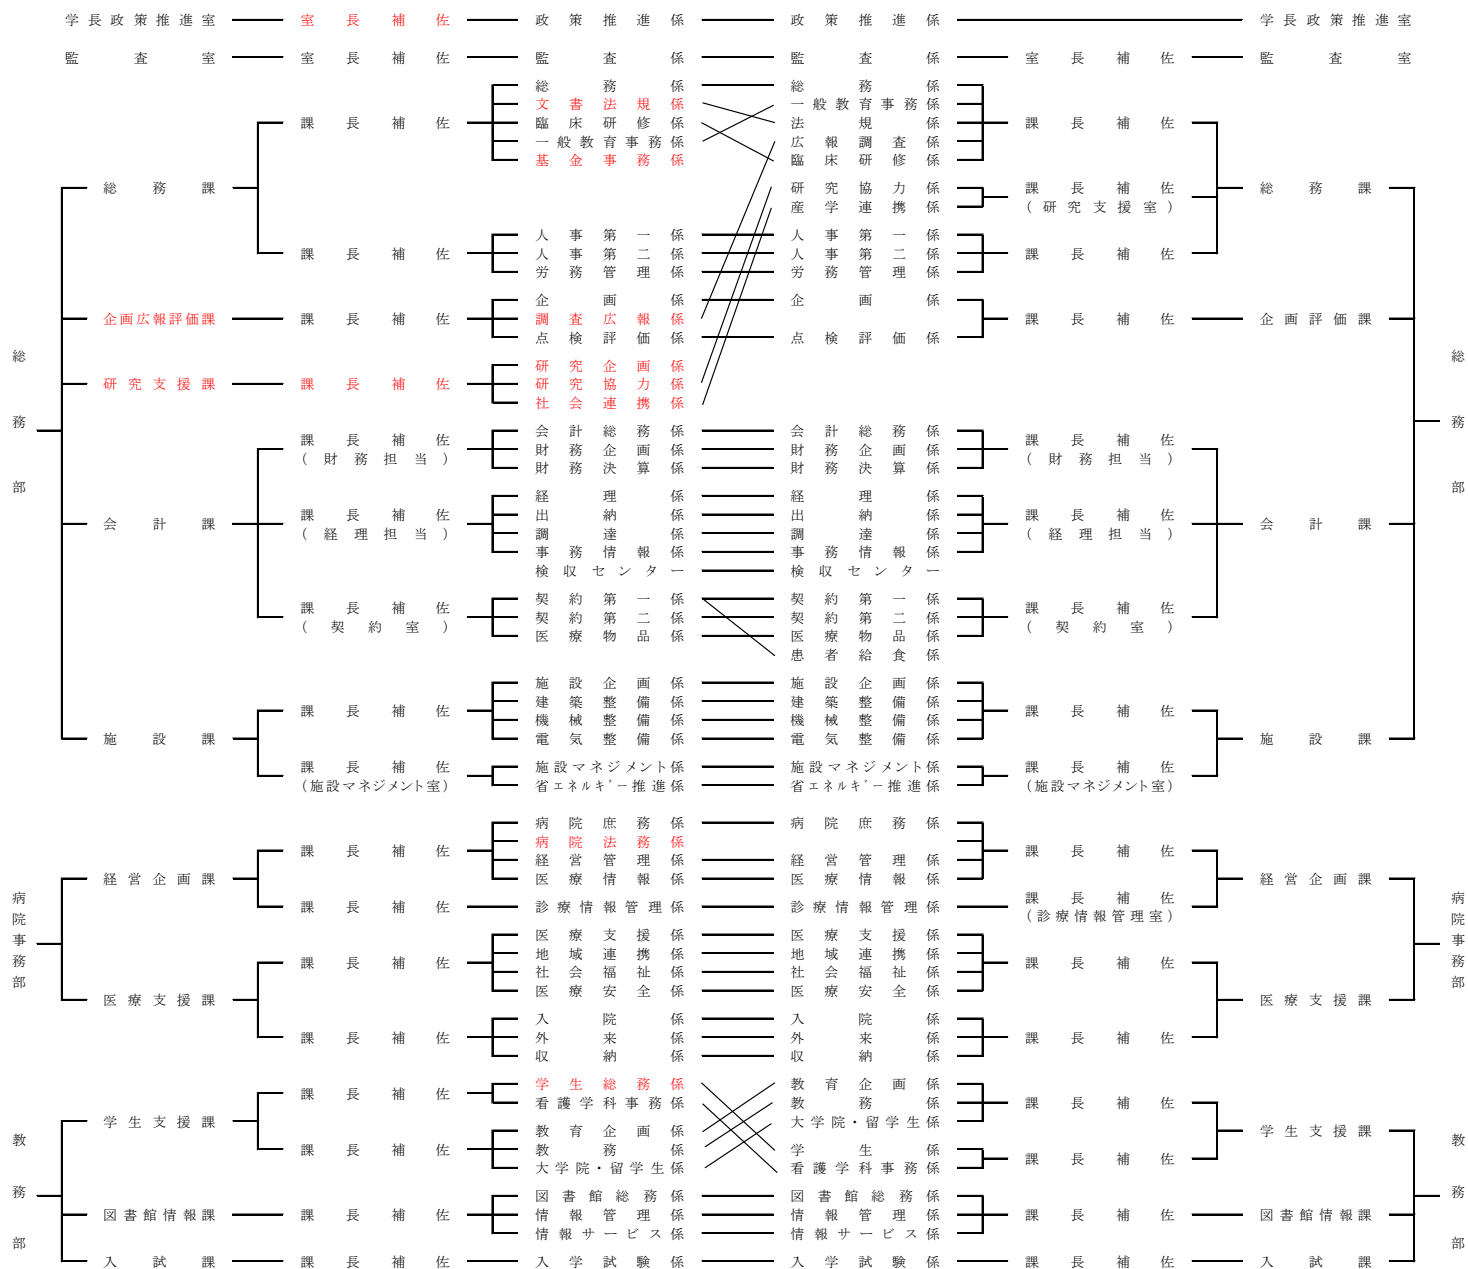 学長政策推進室 室長補佐 政策推進係 政策推進係 学長政策推進室
監査室 室長補佐 監査係 監査係 室長補佐 監査室
総務係 総務係
文書法規係 一般教育事務係
課長補佐 臨床研修係 法規係 課長補佐
一般教育事務係 広報調査係
基金事務係 臨床研修係
総務課 研究協力係 課長補佐 総務課
産学連携係 (研究支援室)
人事第一係 人事第一係
課長補佐 人事第二係 人事第二係 課長補佐
労務管理係 労務管理係
企画係 企画係
企画広報評価課 課長補佐 調査広報係 課長補佐 企画評価課
点検評価係 点検評価係
総務部 総務部
研究企画係
研究支援課 課長補佐 研究協力係
社会連携係
会計総務係 会計総務係
課長補佐 財務企画係 財務企画係 課長補佐
(財務担当) 財務決算係 財務決算係 (財務担当)
経理係 経理係
課長補佐 出納係 出納係 課長補佐
会計課 会計課
(経理担当) 調達係 調達係 (経理担当)
事務情報係 事務情報係
検収センター 検収センター
契約第一係 契約第一係
課長補佐 契約第二係 契約第二係 課長補佐
(契約室) 医療物品係 医療物品係 (契約室)
患者給食係
施設企画係 施設企画係
課長補佐 建築整備係 建築整備係 課長補佐
機械整備係 機械整備係
施設課 電気整備係 電気整備係 施設課
課長補佐 施設マネジメント係 施設マネジメント係 課長補佐
(施設マネジメント室) 省エネルギー推進係 省エネルギー推進係 (施設マネジメント室)
病院庶務係 病院庶務係
課長補佐 病院法務係 課長補佐
経営管理係 経営管理係
経営企画課 医療情報係 医療情報係 経営企画課
課長補佐 診療情報管理係 診療情報管理係 課長補佐
(診療情報管理室)
病院事務部 病院事務部
医療支援係 医療支援係
課長補佐 地域連携係 地域連携係 課長補佐
社会福祉係 社会福祉係
医療支援課 医療安全係 医療安全係 医療支援課
入院係 入院係
課長補佐 外来係 外来係 課長補佐
収納係 収納係
学生総務係 教育企画係
課長補佐 看護学科事務係 教務係 課長補佐
学生支援課 大学院・留学生係
教育企画係 学生支援課
課長補佐 教務係 学生係 課長補佐
大学院・留学生係 看護学科事務係
教務部 教務部
図書館総務係 図書館総務係
図書館情報課 課長補佐 情報管理係 情報管理係 課長補佐 図書館情報課
情報サービス係 情報サービス係
入試課 課長補佐 入学試験係 入学試験係 課長補佐 入試課